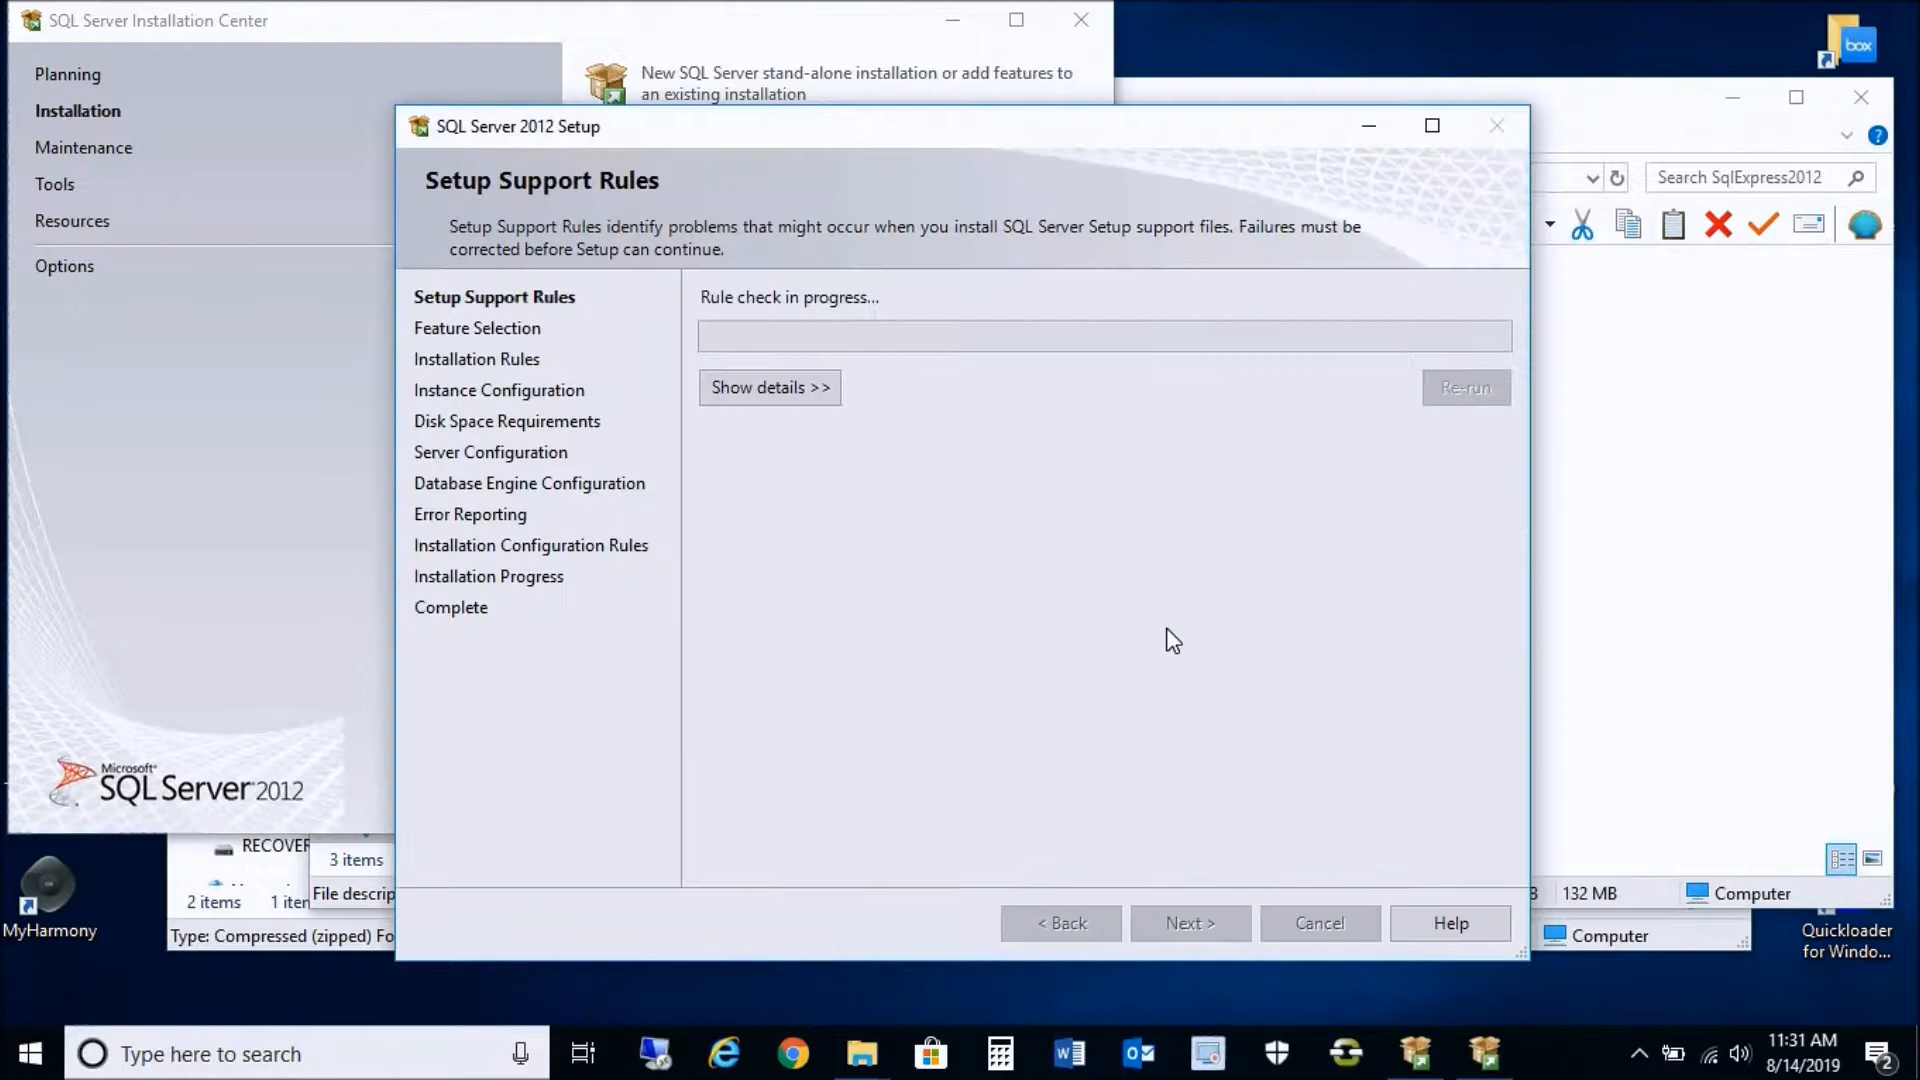 SQL Server Installation Center
Planning
Installation
Maintenance
Tools
Resources
Options
New SQL Server stand-alone installation or add features to
an existing installation
box
SQL Server 2012 Setup
Setup Support Rules
Setup Support Rules identify problems that might occur when you install SQL Server Setup support files. Failures must be
corrected before Setup can continue.
Setup Support Rules
Feature Selection
Installation Rules
Instance Configuration
Disk Space Requirements
Server Configuration
Database Engine Configuration
Error Reporting
Installation Configuration Rules
Installation Progress
Complete
Rule check in progress...
Show details >>
Re-run
< Back
Next >
Cancel
Help
Search SqlExpress2012
Microsoft
SQL Server 2012
RECOVER
3 items
2 items
1 iter
File descrip
Type: Compressed (zipped) Fo
132 MB
Computer
Computer
MyHarmony
Quickloader
for Windo...
Type here to search
11:31 AM
8/14/2019
2